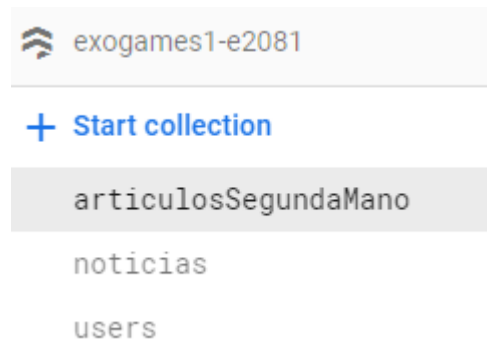 exogames1-e2081
+ Start collection
articulosSegundaMano
noticias
users